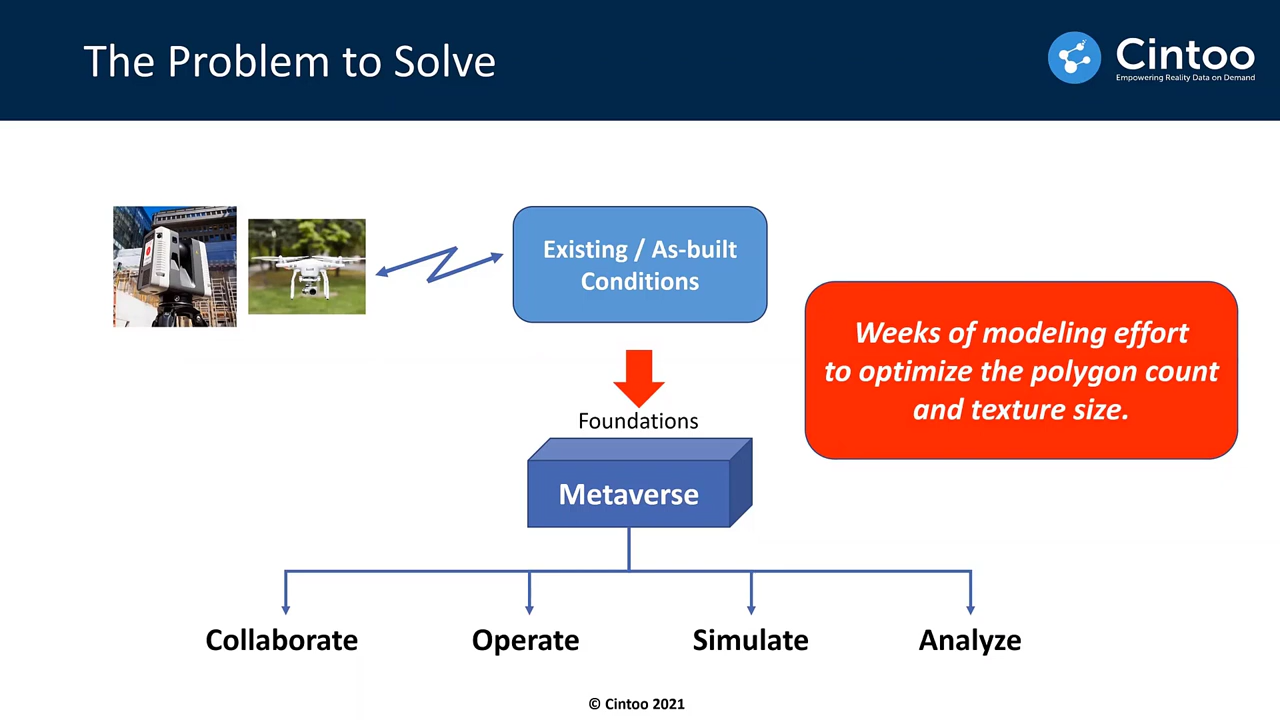 The Problem to Solve
Cintoo
Empowering Reality Data on Demand
Existing / As-built
Conditions
Weeks of modeling effort
to optimize the polygon count
and texture size.
Foundations
Metaverse
Collaborate
Operate
Simulate
Analyze
© Cintoo 2021